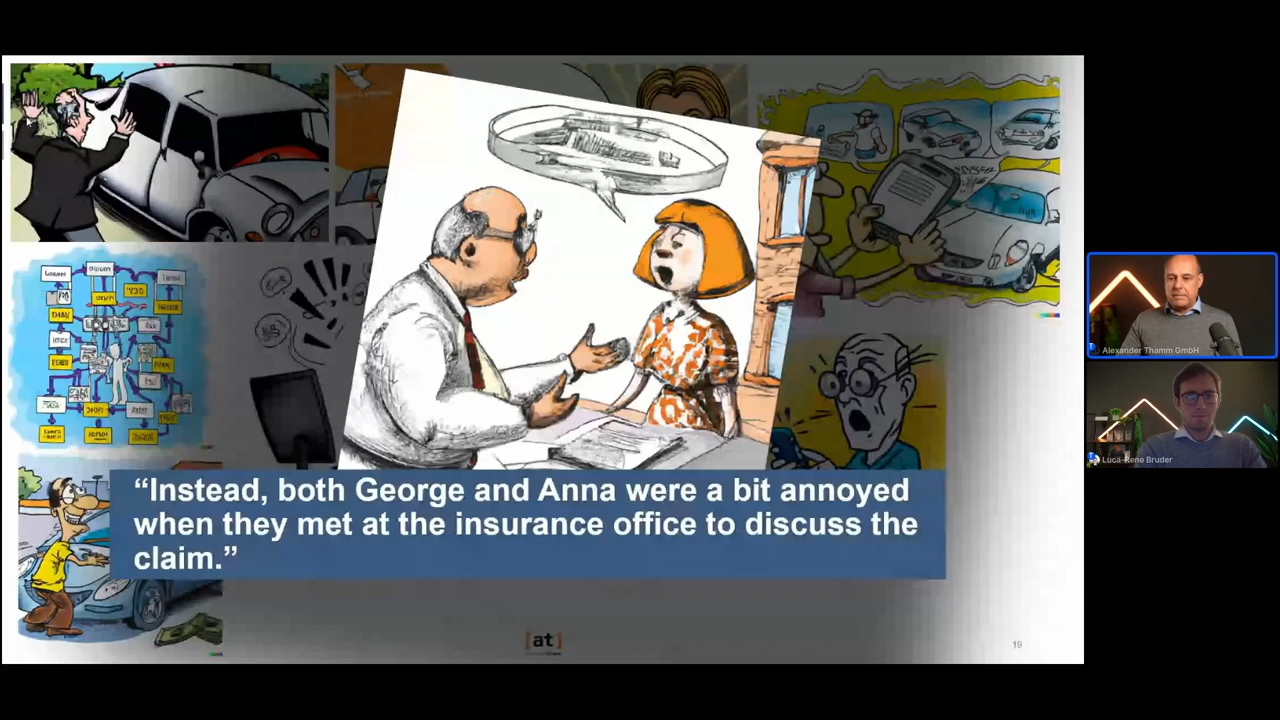 “Instead, both George and Anna were a bit annoyed
when they met at the insurance office to discuss the
claim.”
[at]
19
Alexander Thamm GmbH
Luca-Rene Bruder